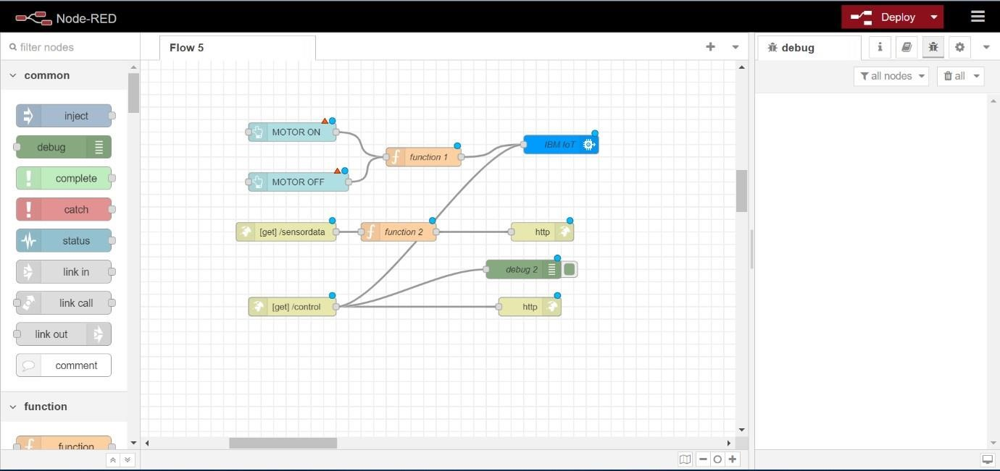 Node-RED
Deploy
filter nodes
Flow 5
debug
all nodes
all
common
inject
debug
complete
catch
status
link in
link call
link out
comment
function
function
MOTOR ON
MOTOR OFF
function 1
IBM IoT
[get] /sensordata
function 2
http
debug 2
[get] /control
http